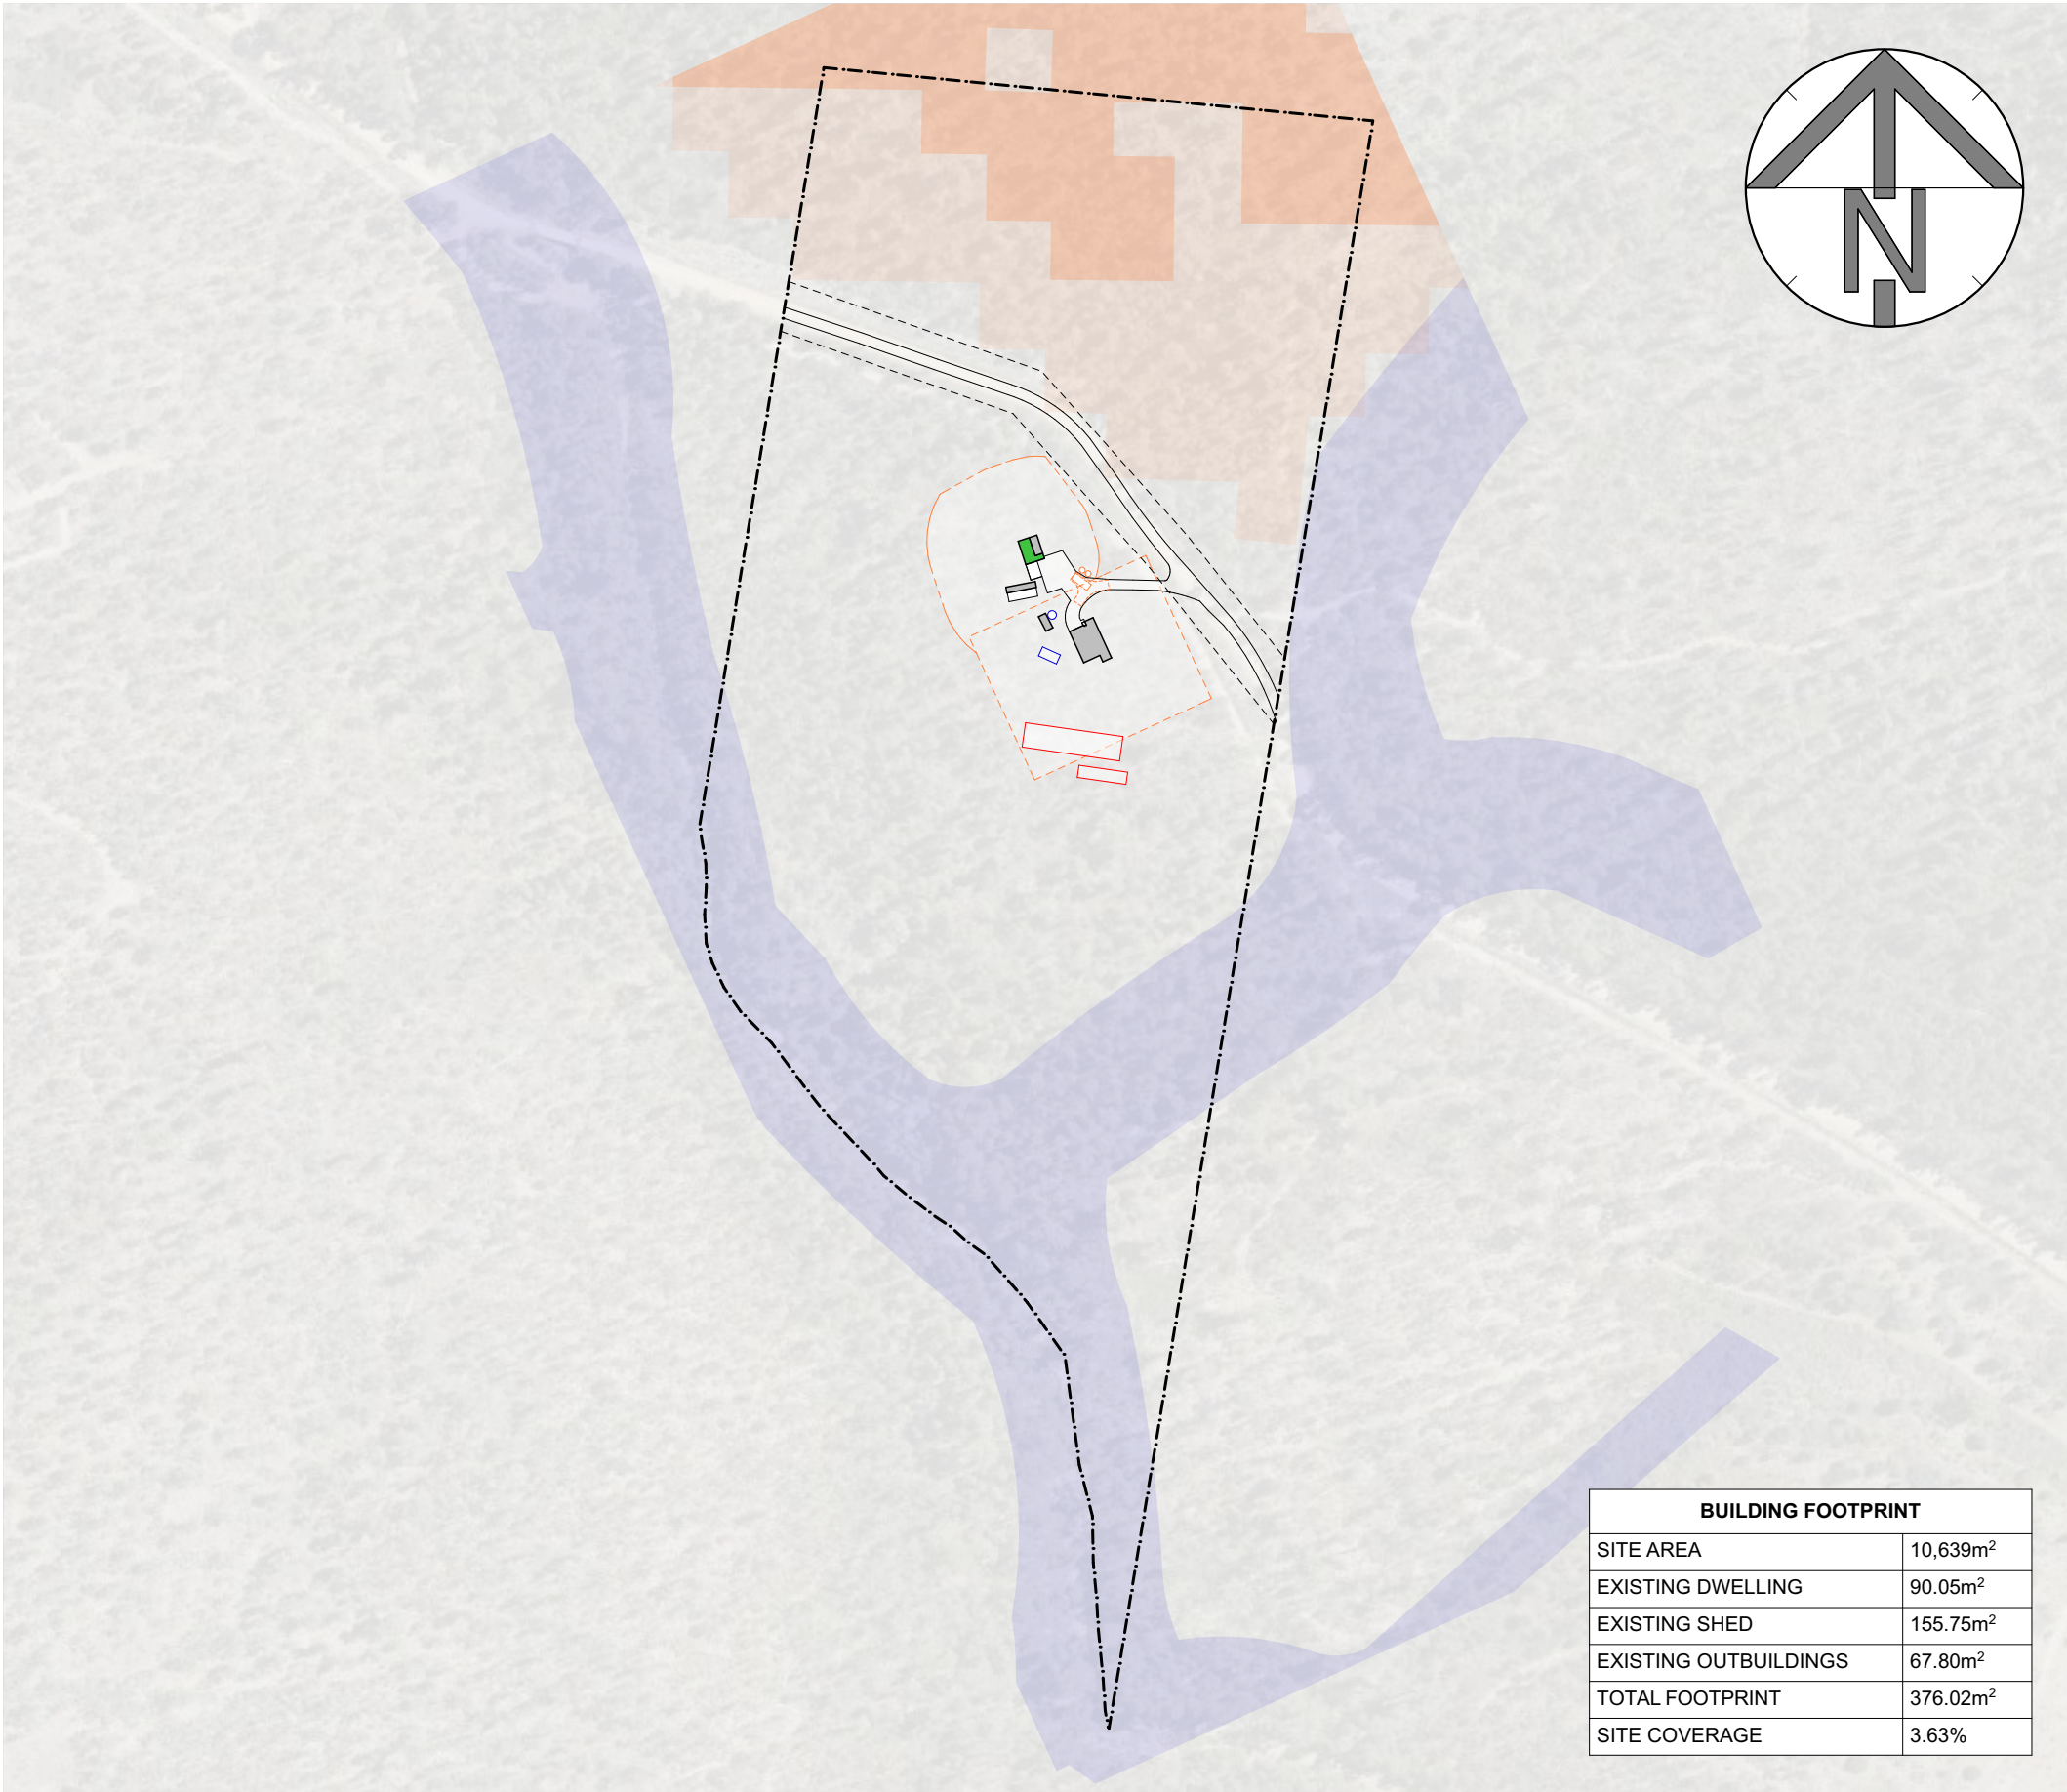 N
BUILDING FOOTPRINT
SITE AREA 10,639m²
EXISTING DWELLING 90.05m²
EXISTING SHED 155.75m²
EXISTING OUTBUILDINGS 67.80m²
TOTAL FOOTPRINT 376.02m²
SITE COVERAGE 3.63%